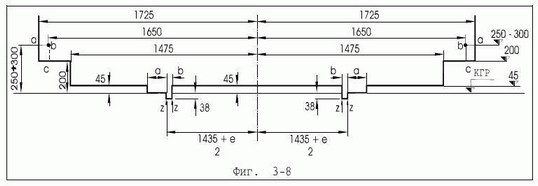 1725 1725
1650 1650
a b b 250 - 300 a
1475 1475
200
c c
250+300
200
45 a b 45 b a КГР 45
38 38
z z z z
1435 + e 1435 + e
2 2
Фиг. 3-8